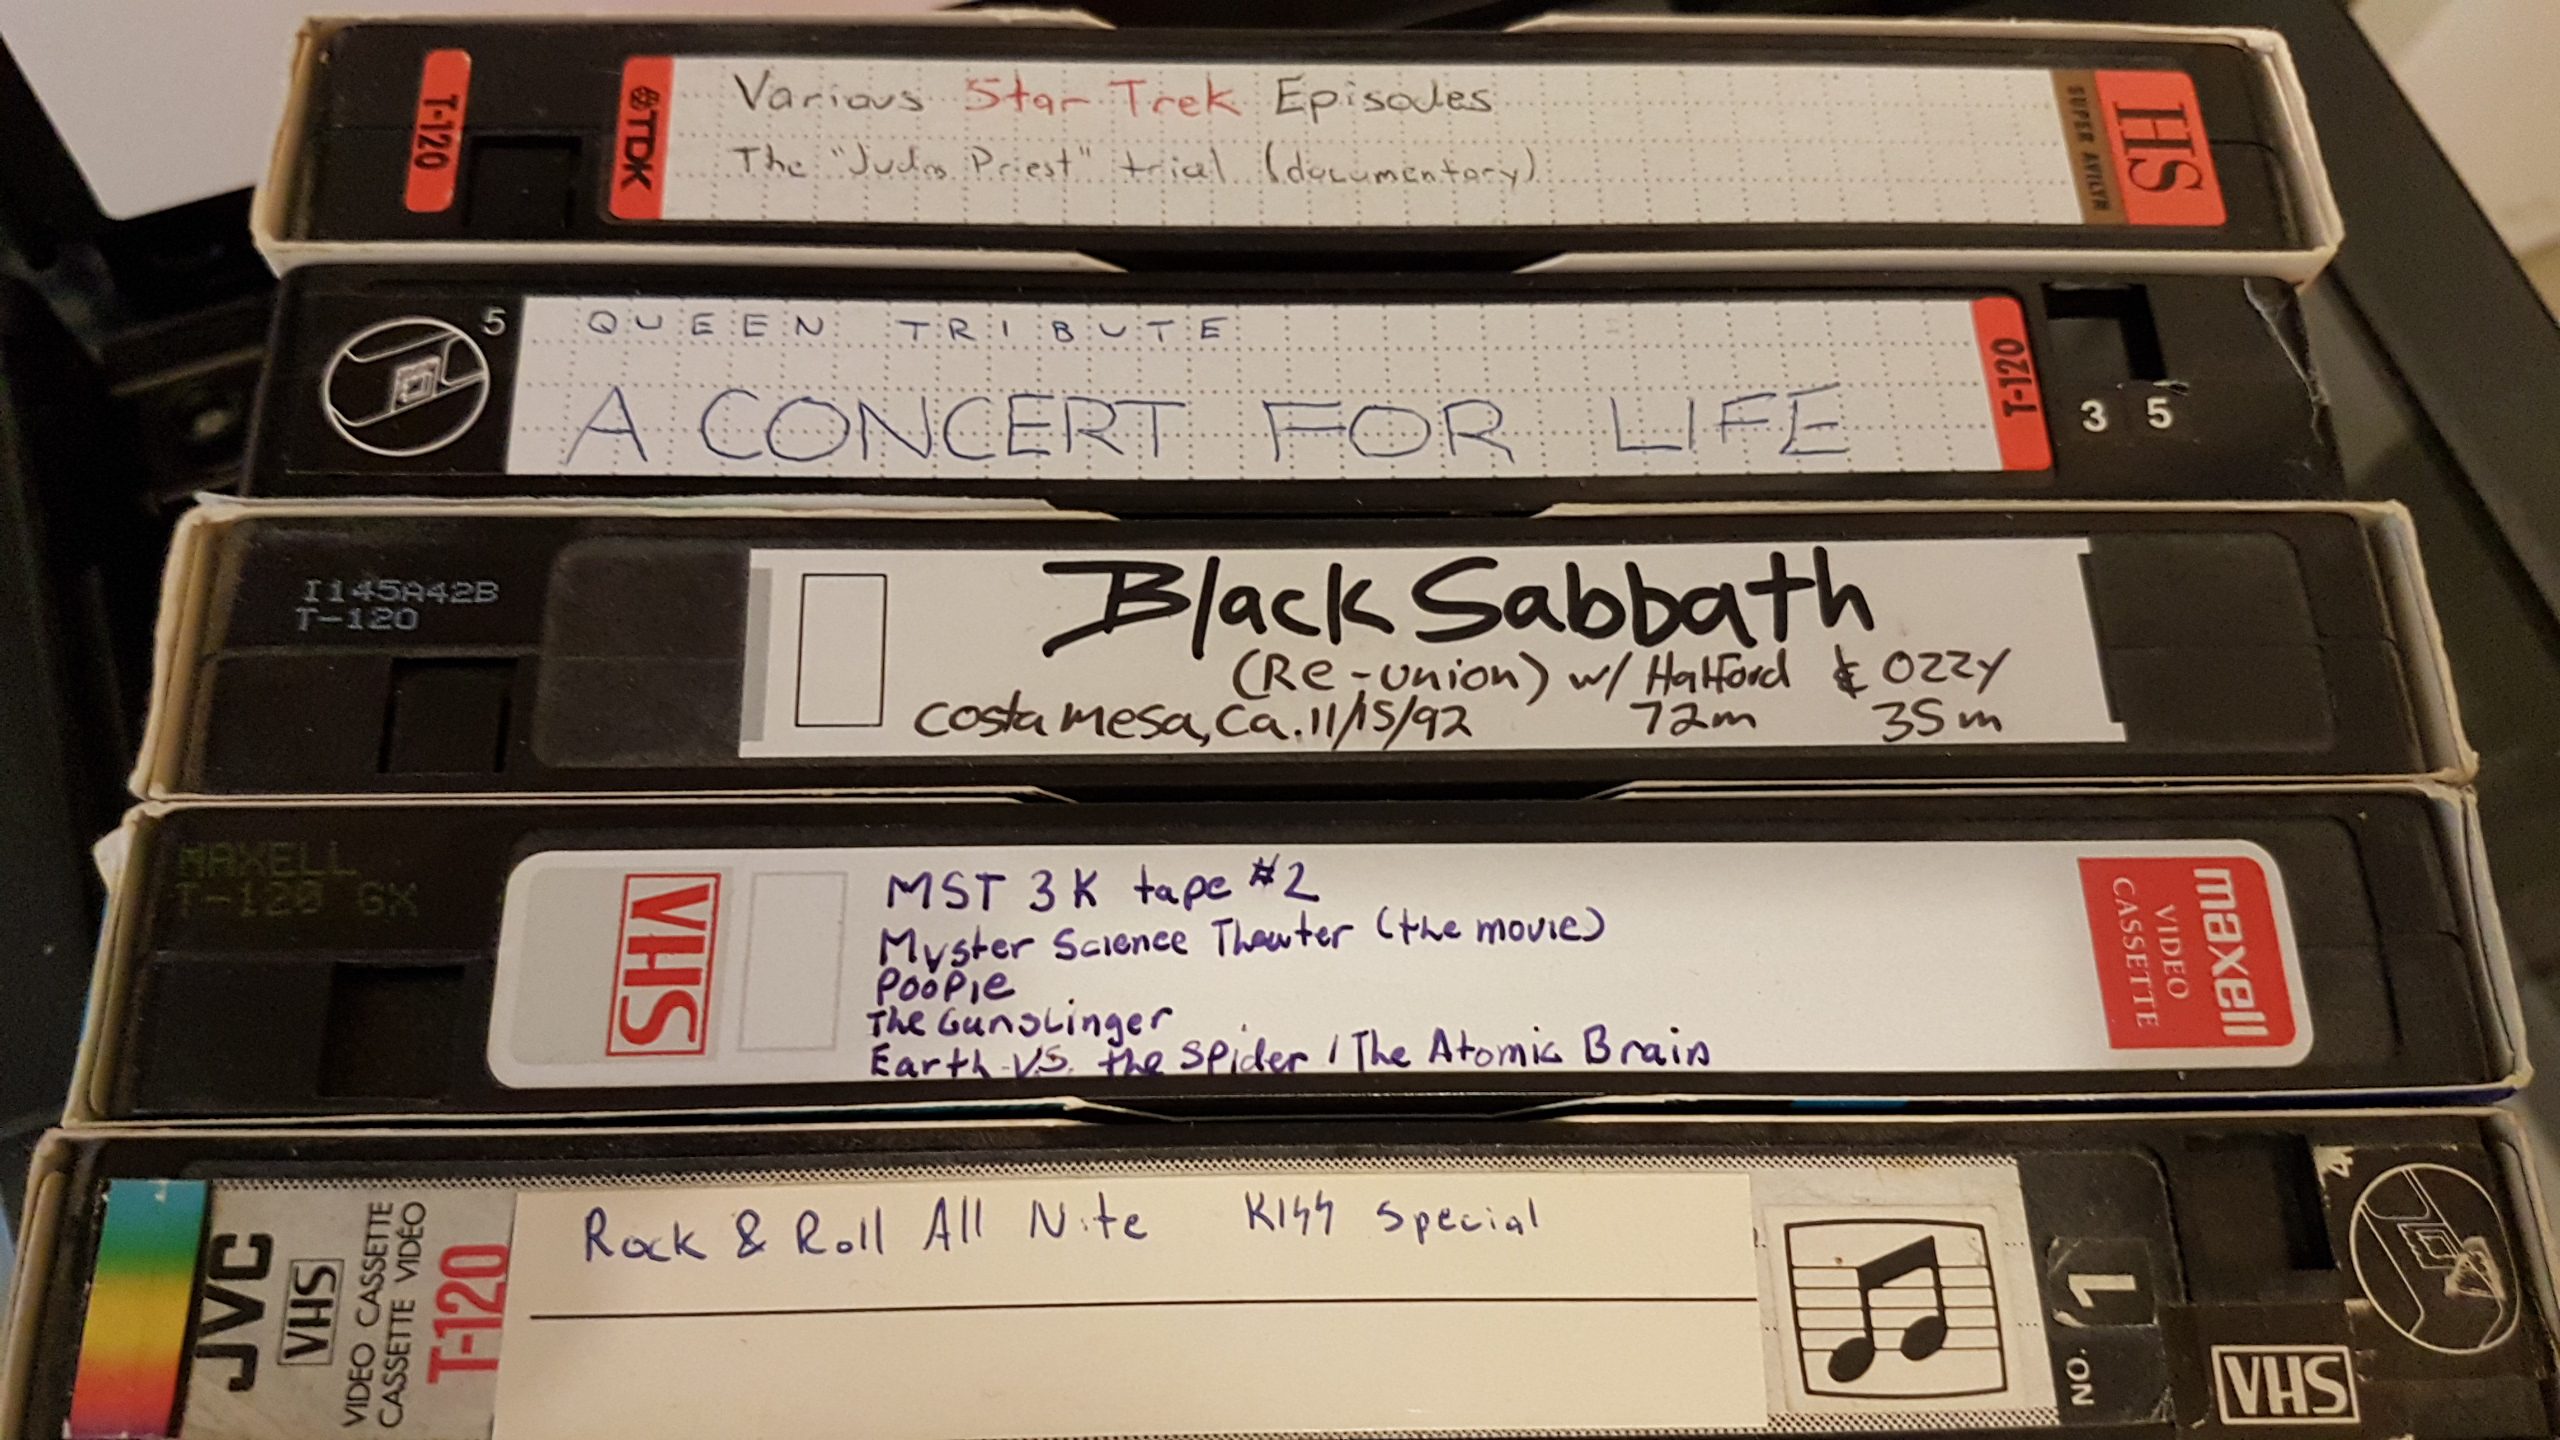 T-120
TDK
Various Star Trek Episodes
The "Judas Priest" trial (documentary)
SUPER AVILYN
HS
5
QUEEN TRIBUTE
A CONCERT FOR LIFE
T-120
3 5
I145A42B
T-120
Black Sabbath
(Re-union) w/ Halford & Ozzy
Costa Mesa, Ca. 11/15/92 72m 35m
MAXELL
T-120 GX
VHS
MST 3K tape #2
Myster Science Theater (the movie)
Poopie
The Gunslinger
Earth V.S. the Spider / The Atomic Brain
maxell
VIDEO
CASSETTE
JVC
VHS
VIDEO CASSETTE
CASSETTE VIDÉO
T-120
Rock & Roll All Nite KISS Special
NO. 1
4
VHS